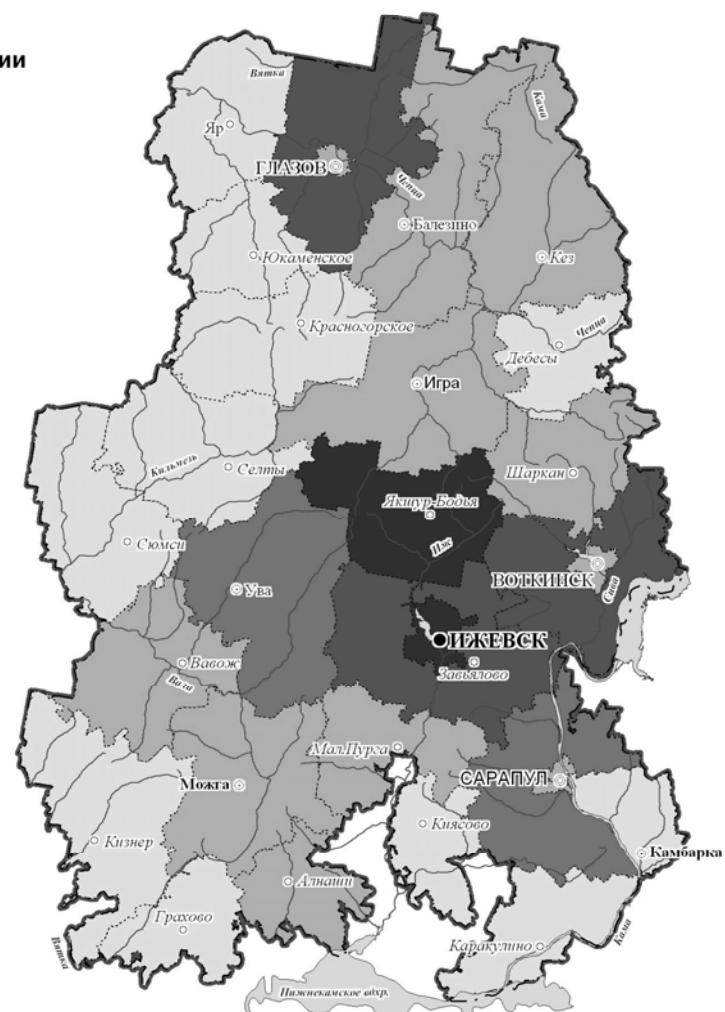 ии
Вятка
Кама
Яр
ГЛАЗОВ
Чепца
Балезино
Юкаменское
Кез
Красногорское
Чепца
Дебесы
Игра
Кильмезь
Селты
Шаркан
Якшур-Бодья
Сюмси
Иж
ВОТКИНСК
Ува
Сива
ИЖЕВСК
Вавож
Завьялово
Вага
Мал.Пурга
Можга
САРАПУЛ
Киясово
Кизнер
Камбарка
Алнаши
Грахово
Кама
Вятка
Каракулино
Нижнекамское вдхр.